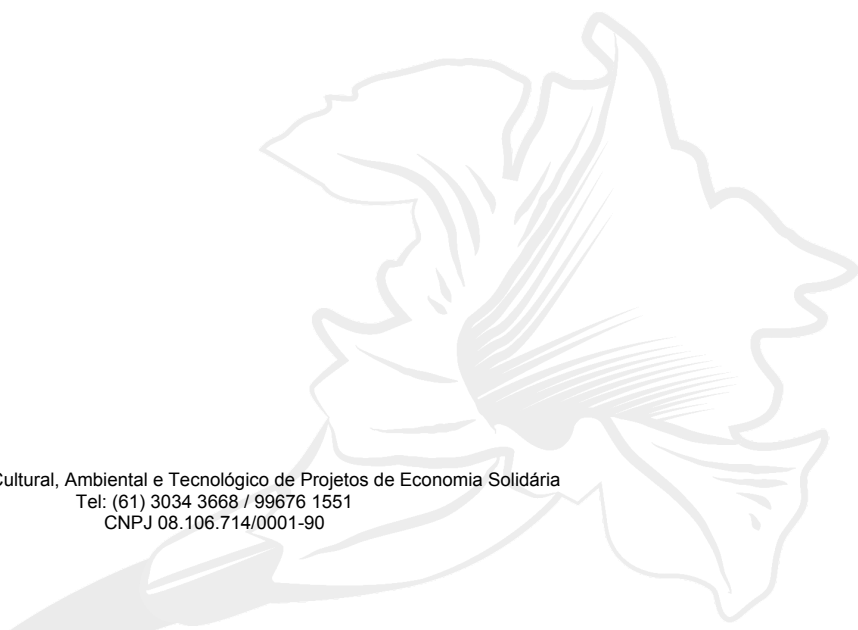 Cultural, Ambiental e Tecnológico de Projetos de Economia Solidária
Tel: (61) 3034 3668 / 99676 1551
CNPJ 08.106.714/0001-90